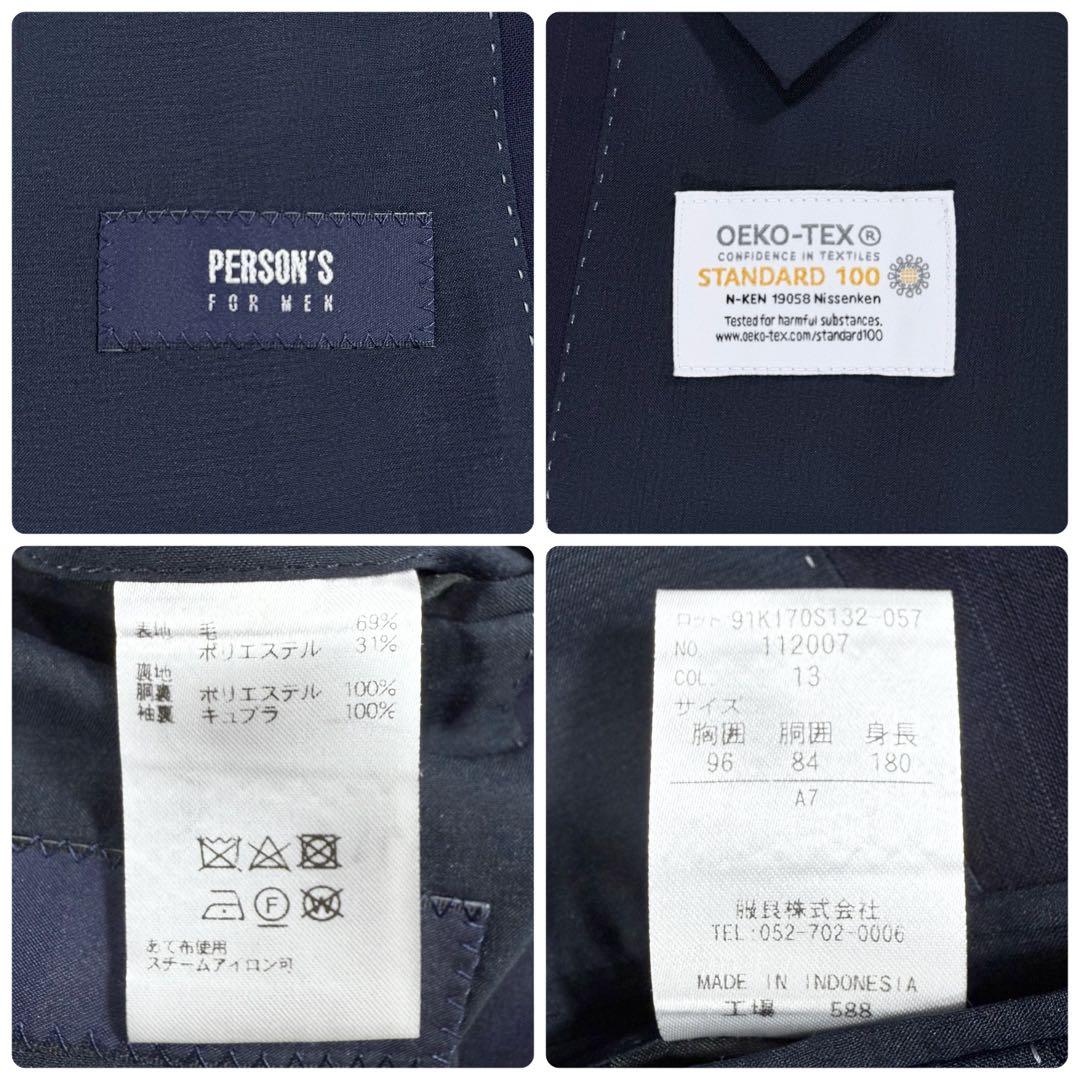 PERSON'S
FOR MEN
OEKO-TEX®
CONFIDENCE IN TEXTILES
STANDARD 100
N-KEN 19058 Nissenken
Tested for harmful substances.
www.oeko-tex.com/standard100
表地 毛 69%
ポリエステル 31%
裏地
胴裏 ポリエステル 100%
袖裏 キュプラ 100%
F
W
あて布使用
スチームアイロン可
ロット 91K170S132-057
NO. 112007
COL. 13
サイズ
胸囲 胴囲 身長
96 84 180
A7
服良株式会社
TEL:052-702-0006
MADE IN INDONESIA
工場 588